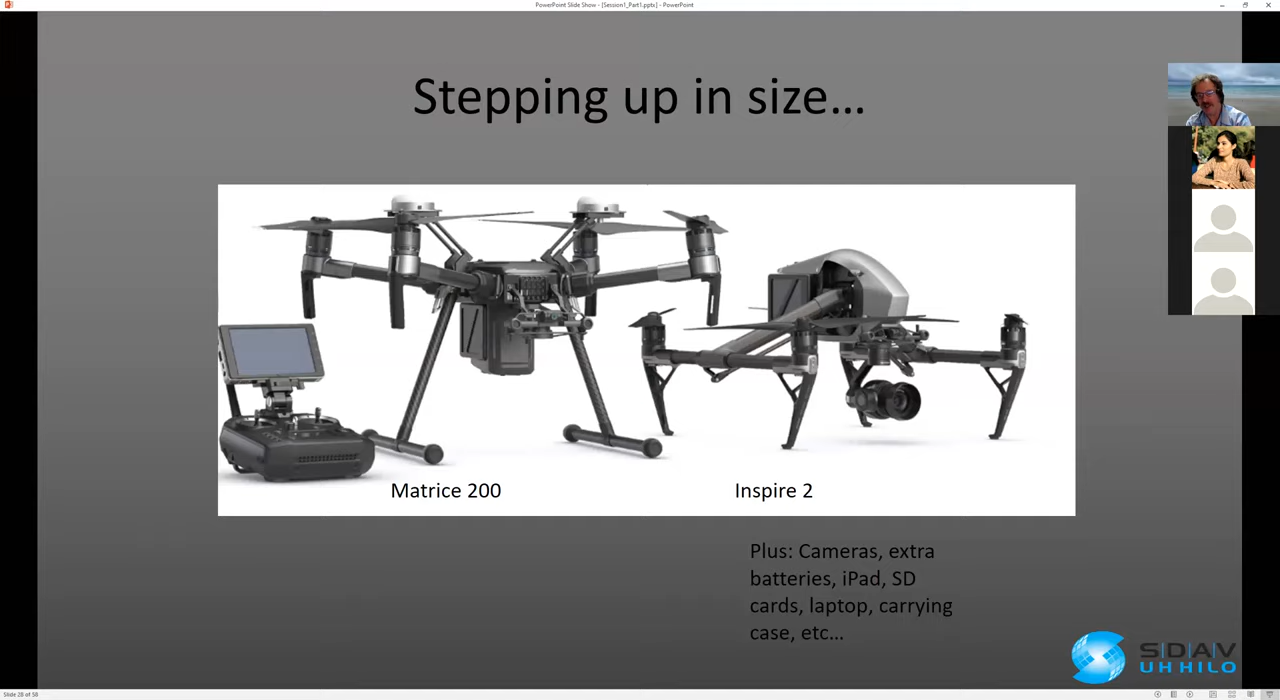 PowerPoint Slide Show - [Session1_Part1.pptx] - PowerPoint
Stepping up in size…
Matrice 200
Inspire 2
Plus: Cameras, extra
batteries, iPad, SD
cards, laptop, carrying
case, etc…
SDAV
UH HILO
Slide 28 of 58